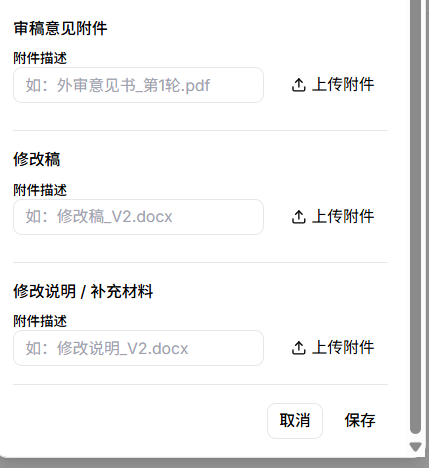 审稿意见附件
附件描述
如：外审意见书_第1轮.pdf
上传附件
修改稿
附件描述
如：修改稿_V2.docx
上传附件
修改说明 / 补充材料
附件描述
如：修改说明_V2.docx
上传附件
取消
保存